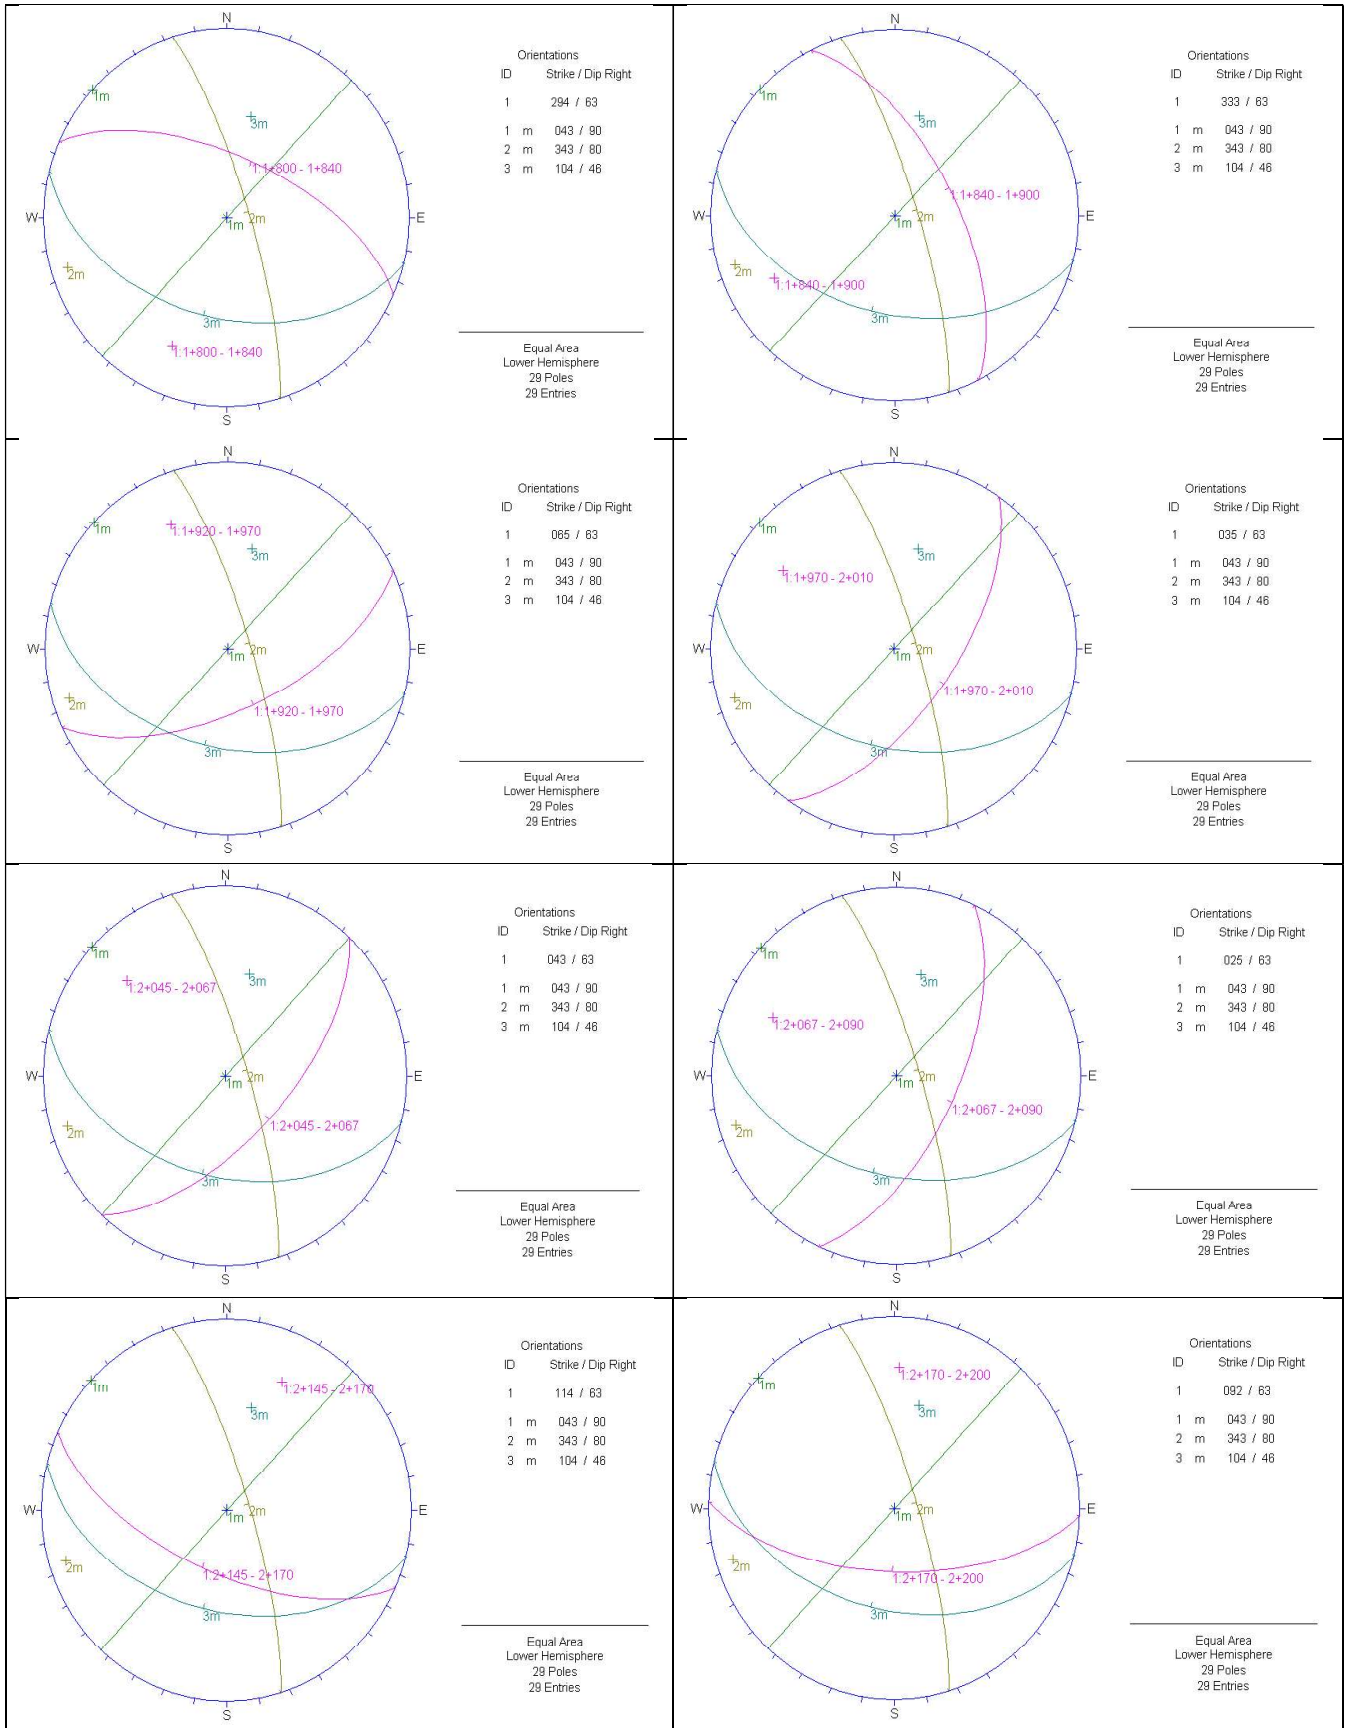 N
Orientations
ID Strike / Dip Right
1 294 / 63
1 m 043 / 90
2 m 343 / 80
3 m 104 / 46
1m
3m
1:1+800 - 1+840
W
2m
E
1m
2m
3m
1:1+800 - 1+840
S
Equal Area
Lower Hemisphere
29 Poles
29 Entries
N
Orientations
ID Strike / Dip Right
1 333 / 63
1 m 043 / 90
2 m 343 / 80
3 m 104 / 46
1m
3m
1:1+840 - 1+900
W
2m
E
1m
2m
1:1+840 - 1+900
3m
S
Equal Area
Lower Hemisphere
29 Poles
29 Entries
N
Orientations
ID Strike / Dip Right
1 065 / 63
1 m 043 / 90
2 m 343 / 80
3 m 104 / 46
1m
1:1+920 - 1+970
3m
W
2m
E
1m
2m
1:1+920 - 1+970
3m
S
Equal Area
Lower Hemisphere
29 Poles
29 Entries
N
Orientations
ID Strike / Dip Right
1 035 / 63
1 m 043 / 90
2 m 343 / 80
3 m 104 / 46
1m
3m
1:1+970 - 2+010
W
2m
E
1m
2m
1:1+970 - 2+010
3m
S
Equal Area
Lower Hemisphere
29 Poles
29 Entries
N
Orientations
ID Strike / Dip Right
1 043 / 63
1 m 043 / 90
2 m 343 / 80
3 m 104 / 46
1m
3m
1:2+045 - 2+067
W
2m
E
1m
2m
1:2+045 - 2+067
3m
S
Equal Area
Lower Hemisphere
29 Poles
29 Entries
N
Orientations
ID Strike / Dip Right
1 025 / 63
1 m 043 / 90
2 m 343 / 80
3 m 104 / 46
1m
3m
1:2+067 - 2+090
W
2m
E
1m
2m
1:2+067 - 2+090
3m
S
Equal Area
Lower Hemisphere
29 Poles
29 Entries
N
Orientations
ID Strike / Dip Right
1 114 / 63
1 m 043 / 90
2 m 343 / 80
3 m 104 / 46
1m
1:2+145 - 2+170
3m
W
2m
E
1m
2m
1:2+145 - 2+170
3m
S
Equal Area
Lower Hemisphere
29 Poles
29 Entries
N
Orientations
ID Strike / Dip Right
1 092 / 63
1 m 043 / 90
2 m 343 / 80
3 m 104 / 46
1m
1:2+170 - 2+200
3m
W
2m
E
1m
2m
1:2+170 - 2+200
3m
S
Equal Area
Lower Hemisphere
29 Poles
29 Entries